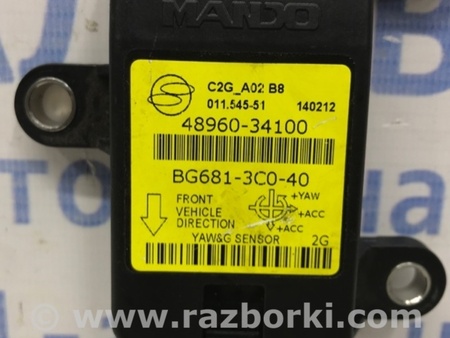 MANDO
C2G_A02 B8
011.545-51 140212
48960-34100
BG681-3C0-40
FRONT +YAW
VEHICLE +ACC
DIRECTION +ACC
YAW&G SENSOR 2G
www.razborki.com